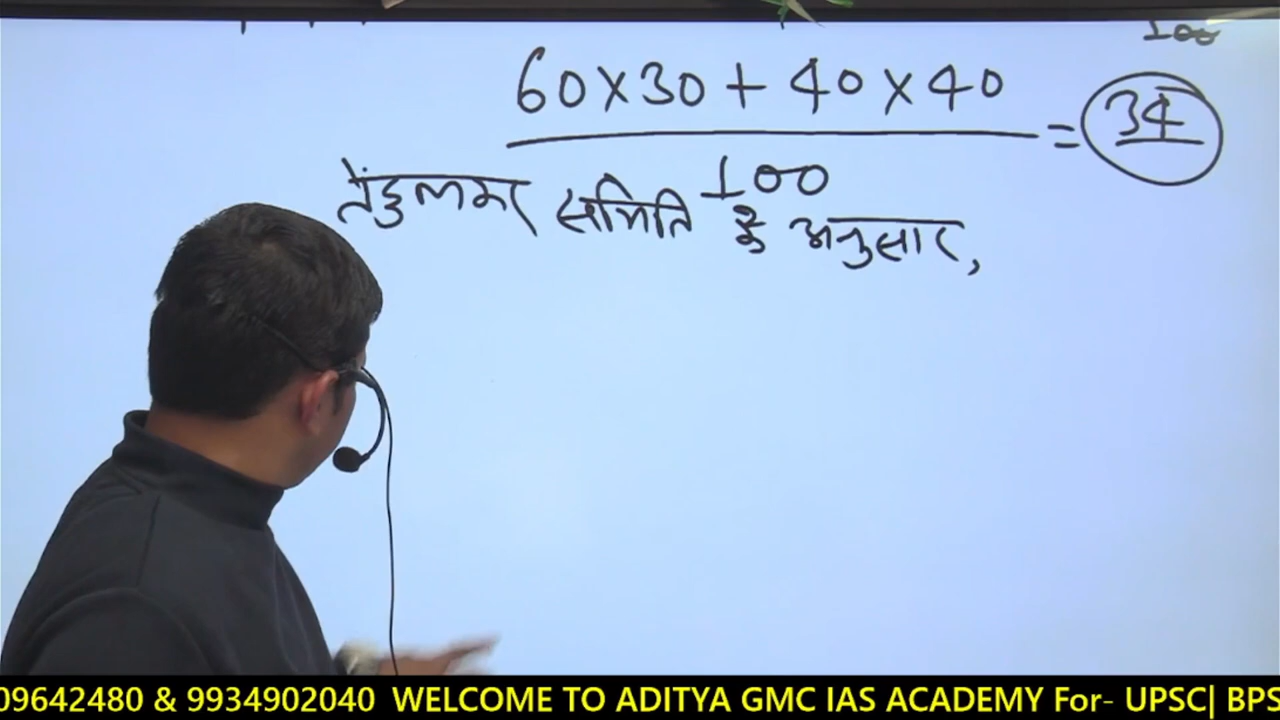 100
60×30 + 40×40 = 34
100
तेंदुलकर समिति के अनुसार,
09642480 & 9934902040 WELCOME TO ADITYA GMC IAS ACADEMY For- UPSC| BPS